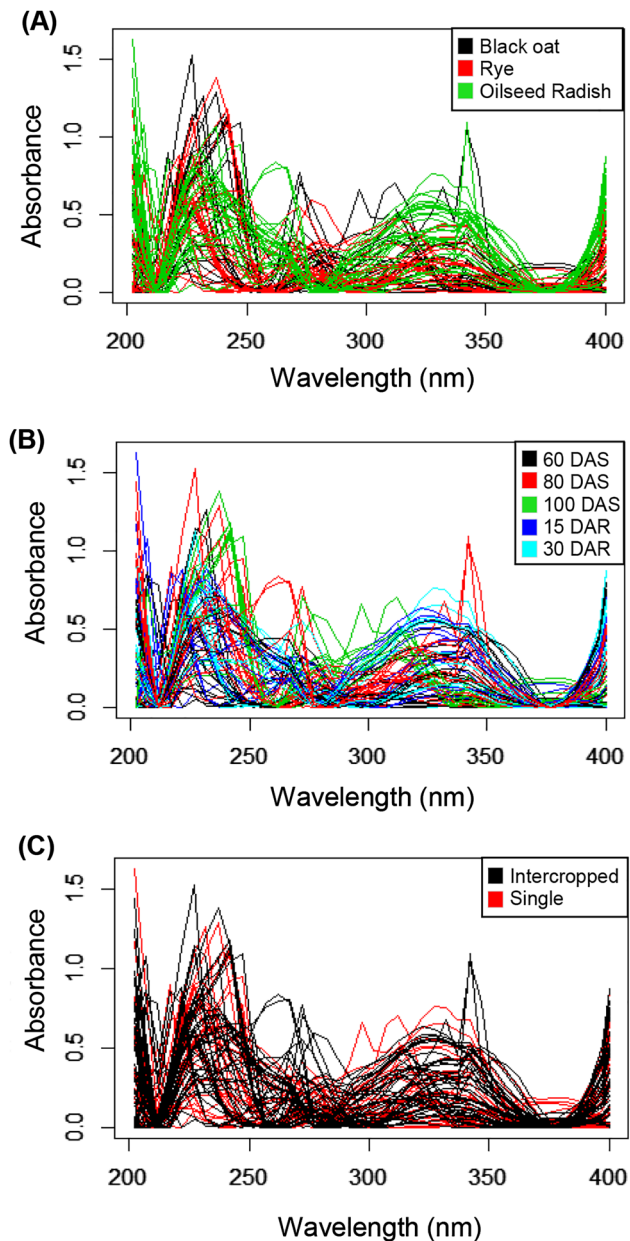 (A)
Black oat
Rye
Oilseed Radish
Absorbance
0.0 0.5 1.0 1.5
200 250 300 350 400
Wavelength (nm)
(B)
60 DAS
80 DAS
100 DAS
15 DAR
30 DAR
Absorbance
0.0 0.5 1.0 1.5
200 250 300 350 400
Wavelength (nm)
(C)
Intercropped
Single
Absorbance
0.0 0.5 1.0 1.5
200 250 300 350 400
Wavelength (nm)